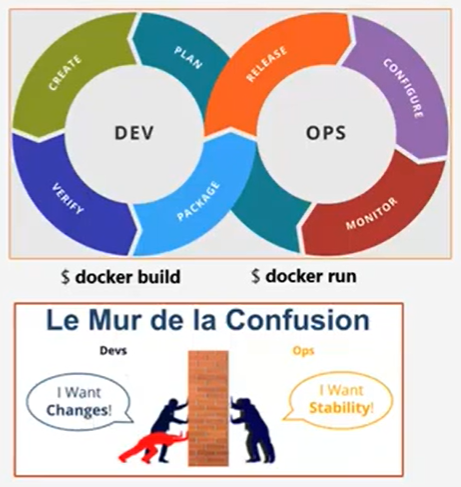 CREATE
PLAN
RELEASE
CONFIGURE
DEV
OPS
VERIFY
PACKAGE
MONITOR
$ docker build
$ docker run
Le Mur de la Confusion
Devs
Ops
I Want
Changes!
I Want
Stability!